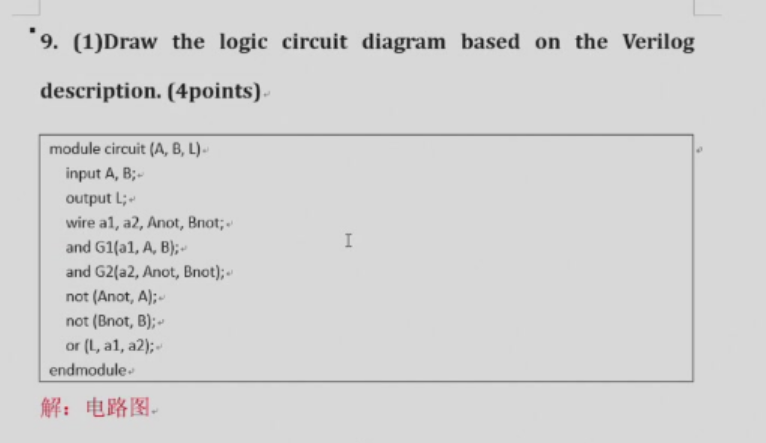 9. (1)Draw the logic circuit diagram based on the Verilog
description. (4points)
module circuit (A, B, L)
input A, B;
output L;
wire a1, a2, Anot, Bnot;
and G1(a1, A, B);
and G2(a2, Anot, Bnot);
not (Anot, A);
not (Bnot, B);
or (L, a1, a2);
endmodule
解：电路图